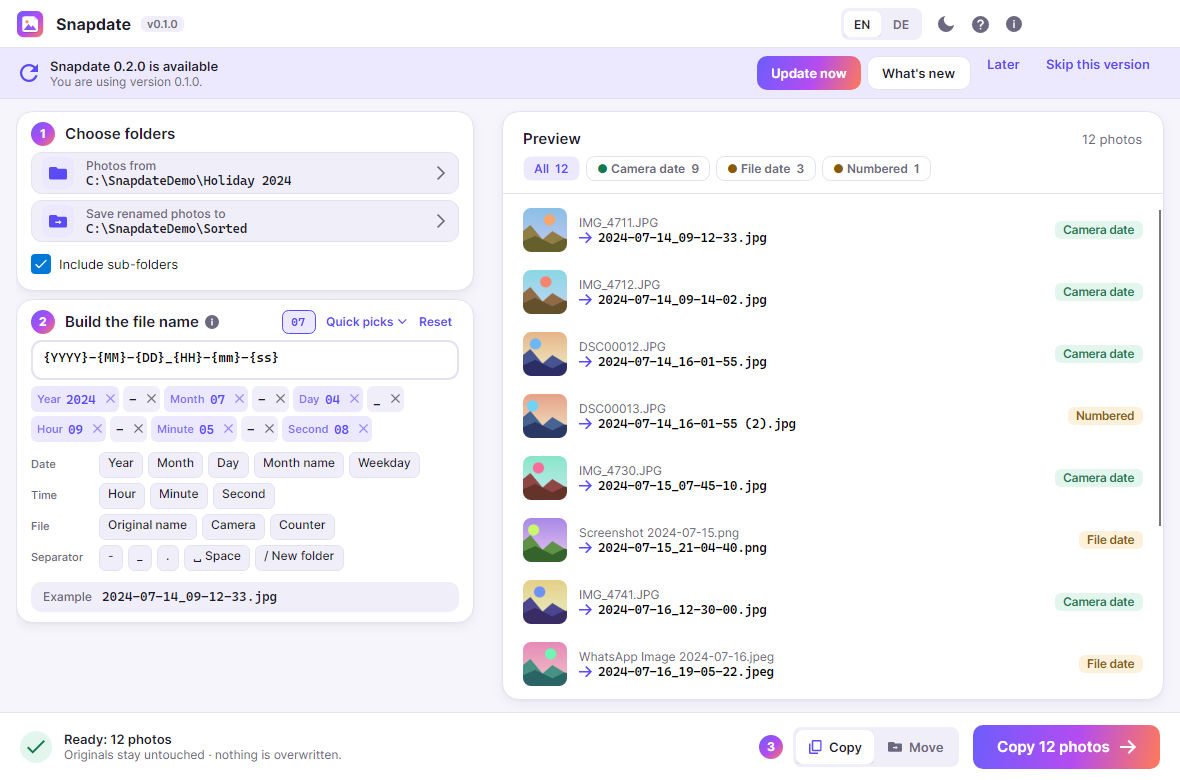 Snapdate v0.1.0 EN DE
Snapdate 0.2.0 is available
You are using version 0.1.0.
Update now What's new Later Skip this version
1 Choose folders
Photos from
C:\SnapdateDemo\Holiday 2024
Save renamed photos to
C:\SnapdateDemo\Sorted
Include sub-folders
2 Build the file name 07 Quick picks Reset
{YYYY}-{MM}-{DD}_{HH}-{mm}-{ss}
Year 2024 - Month 07 - Day 04 _
Hour 09 - Minute 05 - Second 08
Date Year Month Day Month name Weekday
Time Hour Minute Second
File Original name Camera Counter
Separator - _ . ␣ Space / New folder
Example 2024-07-14_09-12-33.jpg
Preview 12 photos
All 12 Camera date 9 File date 3 Numbered 1
IMG_4711.JPG
→ 2024-07-14_09-12-33.jpg Camera date
IMG_4712.JPG
→ 2024-07-14_09-14-02.jpg Camera date
DSC00012.JPG
→ 2024-07-14_16-01-55.jpg Camera date
DSC00013.JPG
→ 2024-07-14_16-01-55 (2).jpg Numbered
IMG_4730.JPG
→ 2024-07-15_07-45-10.jpg Camera date
Screenshot 2024-07-15.png
→ 2024-07-15_21-04-40.png File date
IMG_4741.JPG
→ 2024-07-16_12-30-00.jpg Camera date
WhatsApp Image 2024-07-16.jpeg
→ 2024-07-16_19-05-22.jpeg File date
Ready: 12 photos
Originals stay untouched · nothing is overwritten.
3 Copy Move Copy 12 photos →